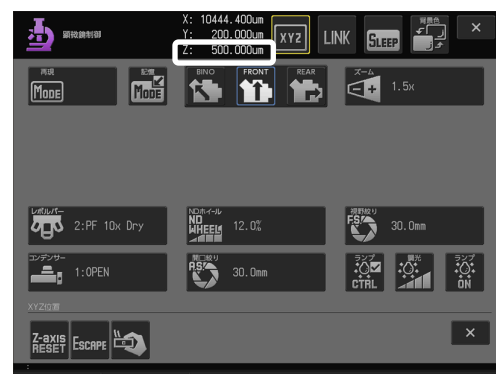 顕微鏡制御
X: 10444.400um
Y: 200.000um
Z: 500.000um
XYZ
LINK
SLEEP
背景色
×
再現
MODE
記憶
MODE
BINO
FRONT
REAR
ズーム
1.5x
レボルバー
2:PF 10x Dry
NDホイール
ND
WHEEL
12.0%
視野絞り
FS
30.0mm
コンデンサー
1:OPEN
開口絞り
AS
30.0mm
ランプ
CTRL
調光
ランプ
ON
XYZ位置
Z-AXIS
RESET
ESCAPE
×
: